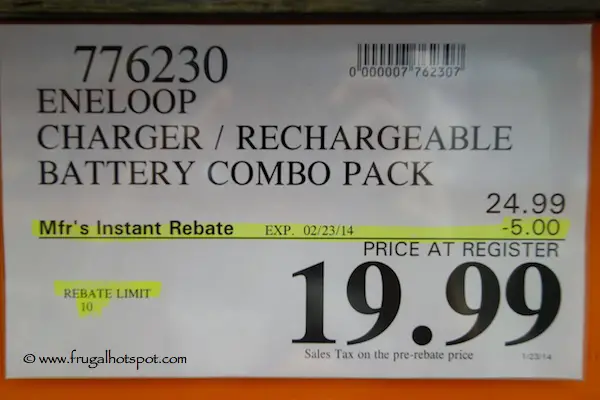 776230
0"000007"762307"
ENELOOP
CHARGER / RECHARGEABLE
BATTERY COMBO PACK
24.99
Mfr's Instant Rebate EXP. 02/23/14 -5.00
PRICE AT REGISTER
REBATE LIMIT
10
19.99
Sales Tax on the pre-rebate price 1/23/14
© www.frugalhotspot.com